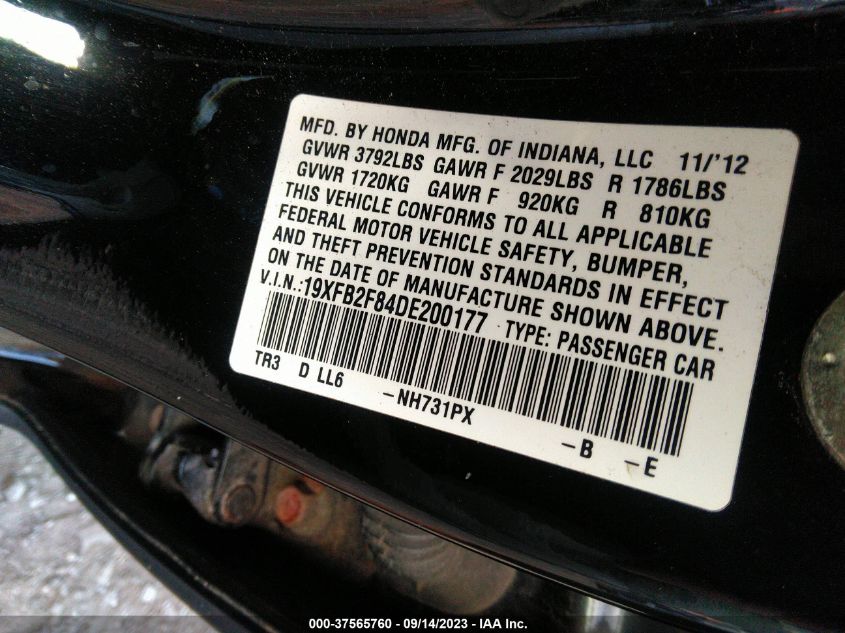 MFD. BY HONDA MFG. OF INDIANA, LLC 11/'12
GVWR 3792LBS GAWR F 2029LBS R 1786LBS
GVWR 1720KG GAWR F 920KG R 810KG
THIS VEHICLE CONFORMS TO ALL APPLICABLE
FEDERAL MOTOR VEHICLE SAFETY, BUMPER,
AND THEFT PREVENTION STANDARDS IN EFFECT
ON THE DATE OF MANUFACTURE SHOWN ABOVE.
V.I.N.:19XFB2F84DE200177 TYPE: PASSENGER CAR
TR3 D LL6 -NH731PX -B -E
000-37565760 - 09/14/2023 - IAA Inc.